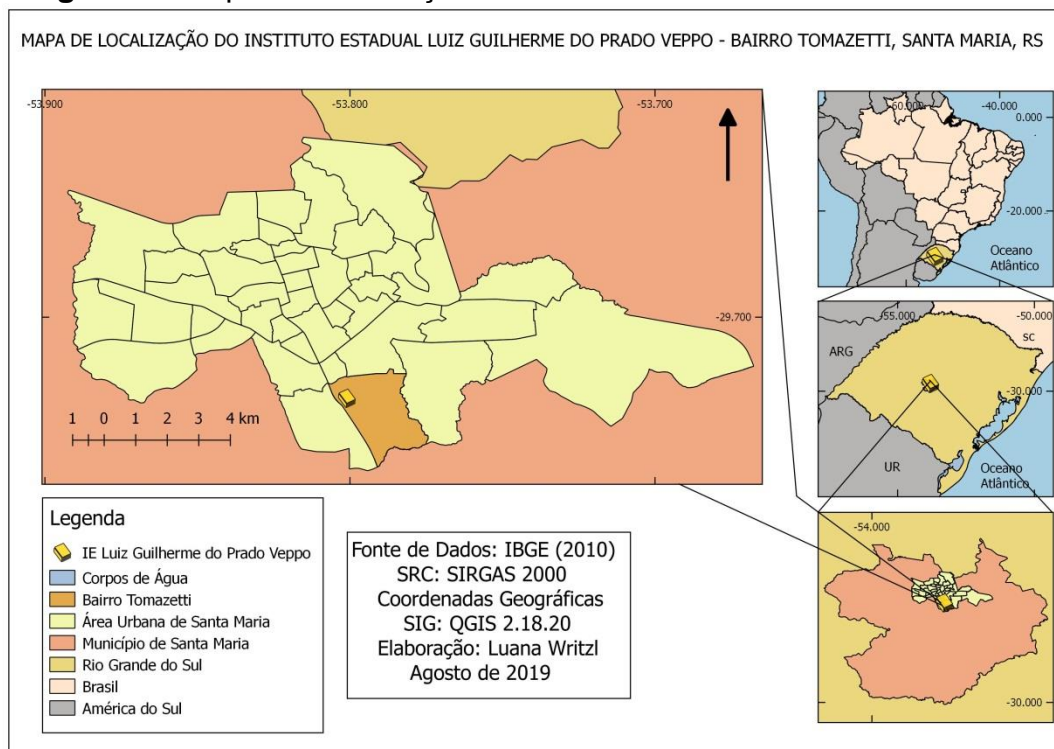 MAPA DE LOCALIZAÇÃO DO INSTITUTO ESTADUAL LUIZ GUILHERME DO PRADO VEPPO - BAIRRO TOMAZETTI, SANTA MARIA, RS
-53.900
-53.800
-53.700
-29.700
1 0 1 2 3 4 km
-60.000
-40.000
0.000
-20.000
Oceano
Atlântico
-55.000
-50.000
ARG
SC
-30.000
UR
Oceano
Atlântico
-54.000
-30.000
Legenda
IE Luiz Guilherme do Prado Veppo
Corpos de Água
Bairro Tomazetti
Área Urbana de Santa Maria
Município de Santa Maria
Rio Grande do Sul
Brasil
América do Sul
Fonte de Dados: IBGE (2010)
SRC: SIRGAS 2000
Coordenadas Geográficas
SIG: QGIS 2.18.20
Elaboração: Luana Writzl
Agosto de 2019